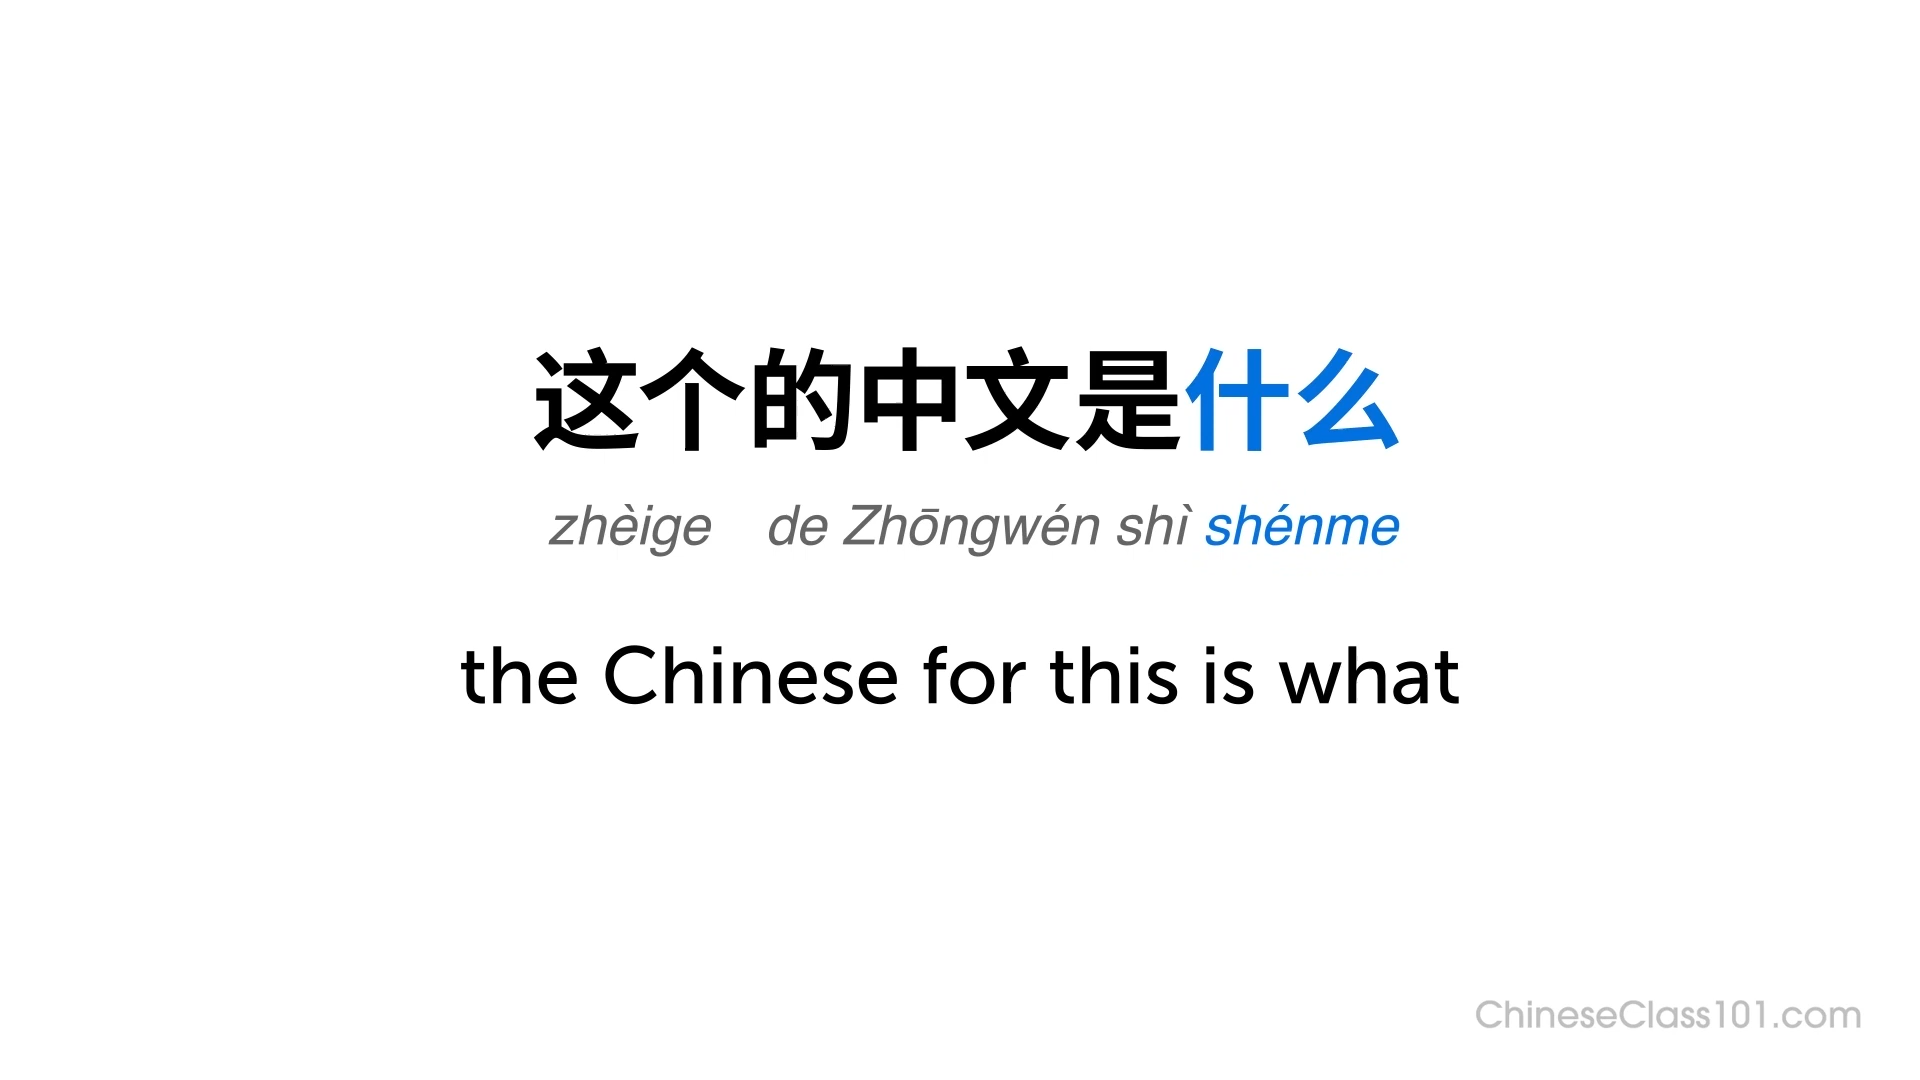 这个的中文是什么
zhèige de Zhōngwén shì shénme
the Chinese for this is what
ChineseClass101.com